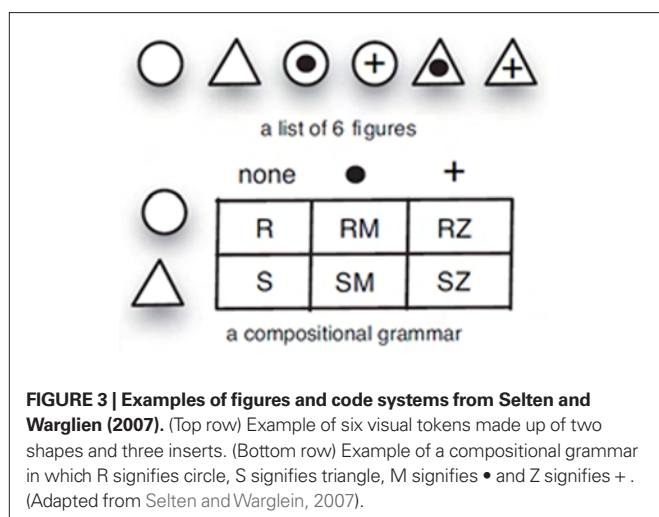 a list of 6 figures
none ● +
R RM RZ
S SM SZ
a compositional grammar
FIGURE 3 | Examples of figures and code systems from Selten and
Warglien (2007). (Top row) Example of six visual tokens made up of two
shapes and three inserts. (Bottom row) Example of a compositional grammar
in which R signifies circle, S signifies triangle, M signifies • and Z signifies + .
(Adapted from Selten and Warglein, 2007).